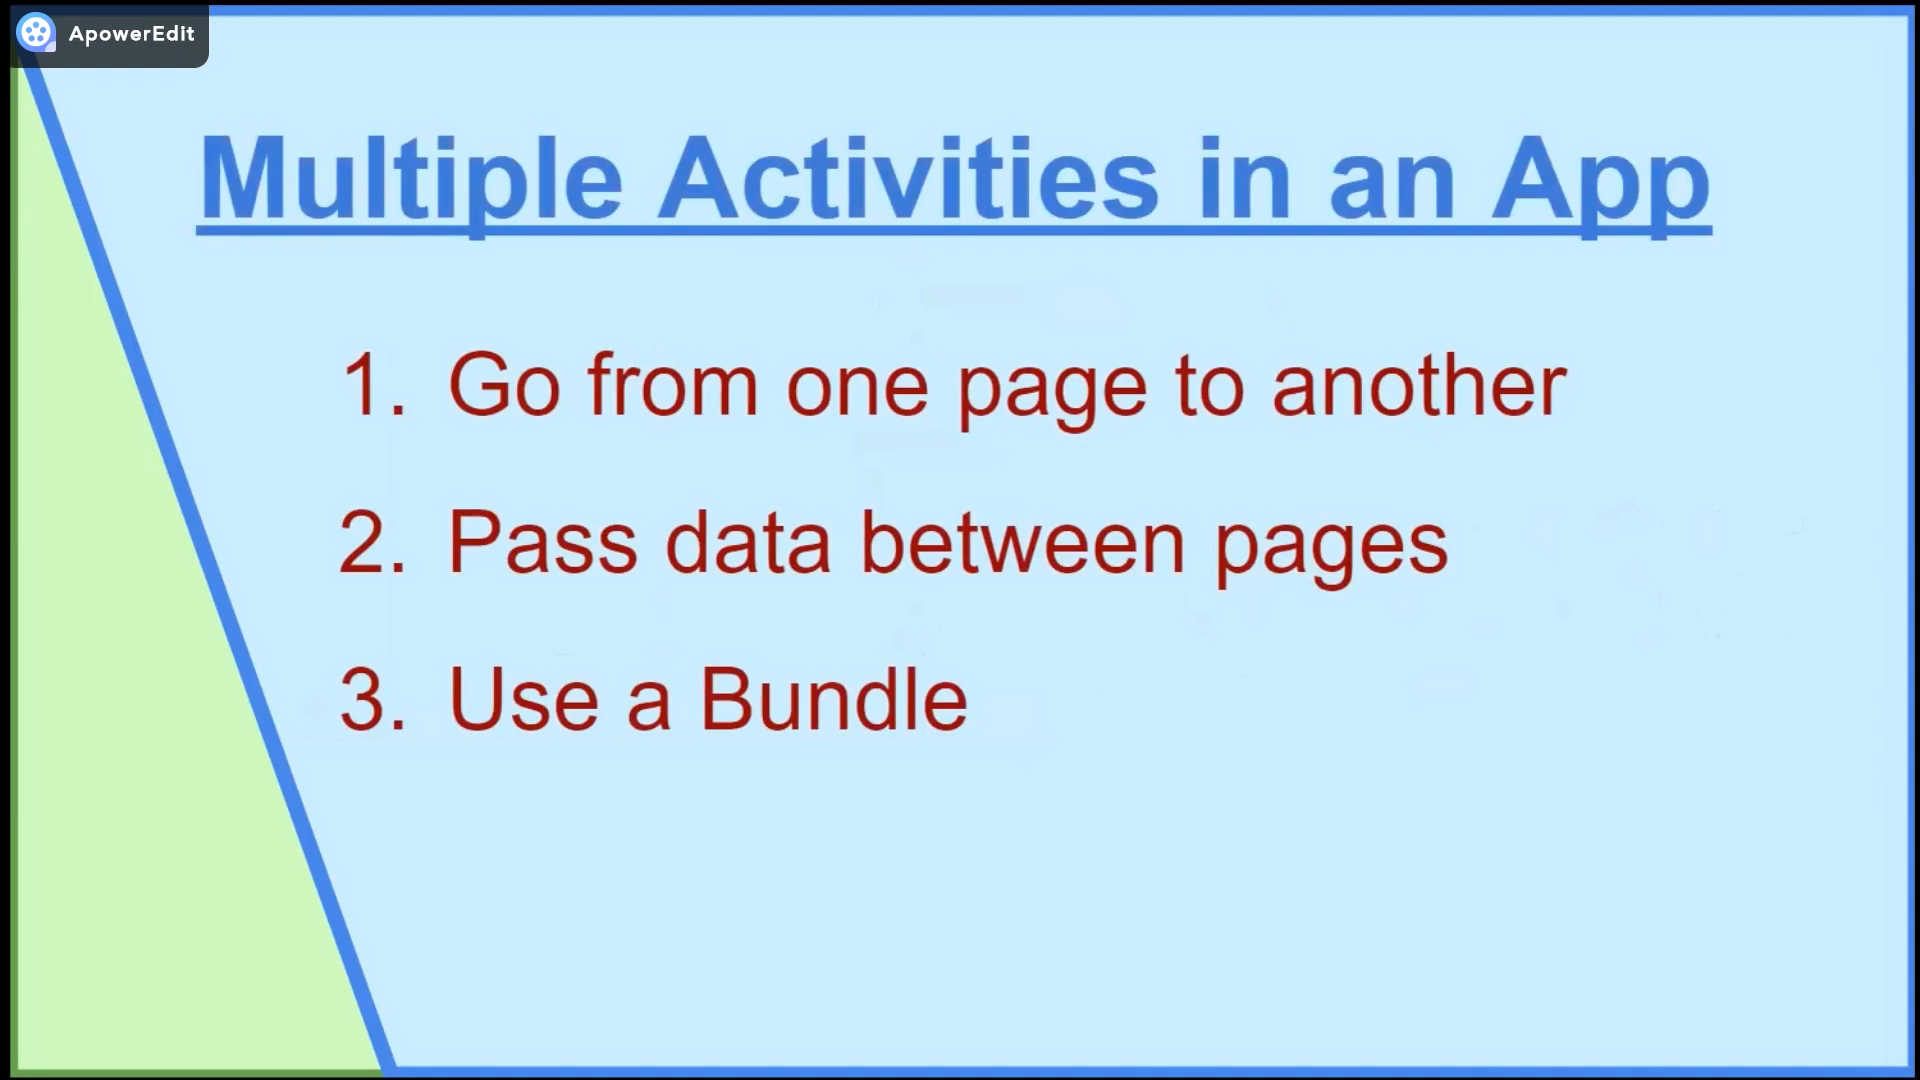 ApowerEdit
Multiple Activities in an App
1. Go from one page to another
2. Pass data between pages
3. Use a Bundle